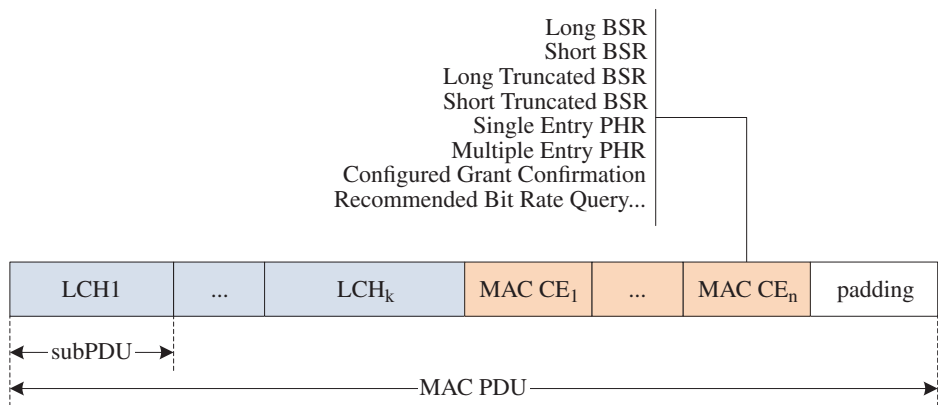 Long BSR
Short BSR
Long Truncated BSR
Short Truncated BSR
Single Entry PHR
Multiple Entry PHR
Configured Grant Confirmation
Recommended Bit Rate Query...
LCH1 ... LCHk MAC CE1 ... MAC CEn padding
subPDU
MAC PDU